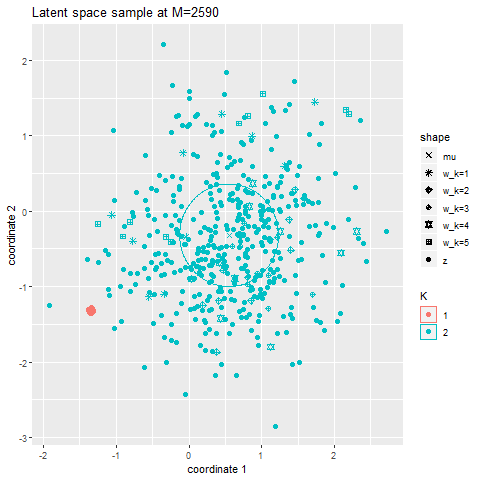 Latent space sample at M=2590
coordinate 2
2
1
0
-1
-2
-3
-2
-1
0
1
2
coordinate 1
shape
mu
w_k=1
w_k=2
w_k=3
w_k=4
w_k=5
z
K
1
2